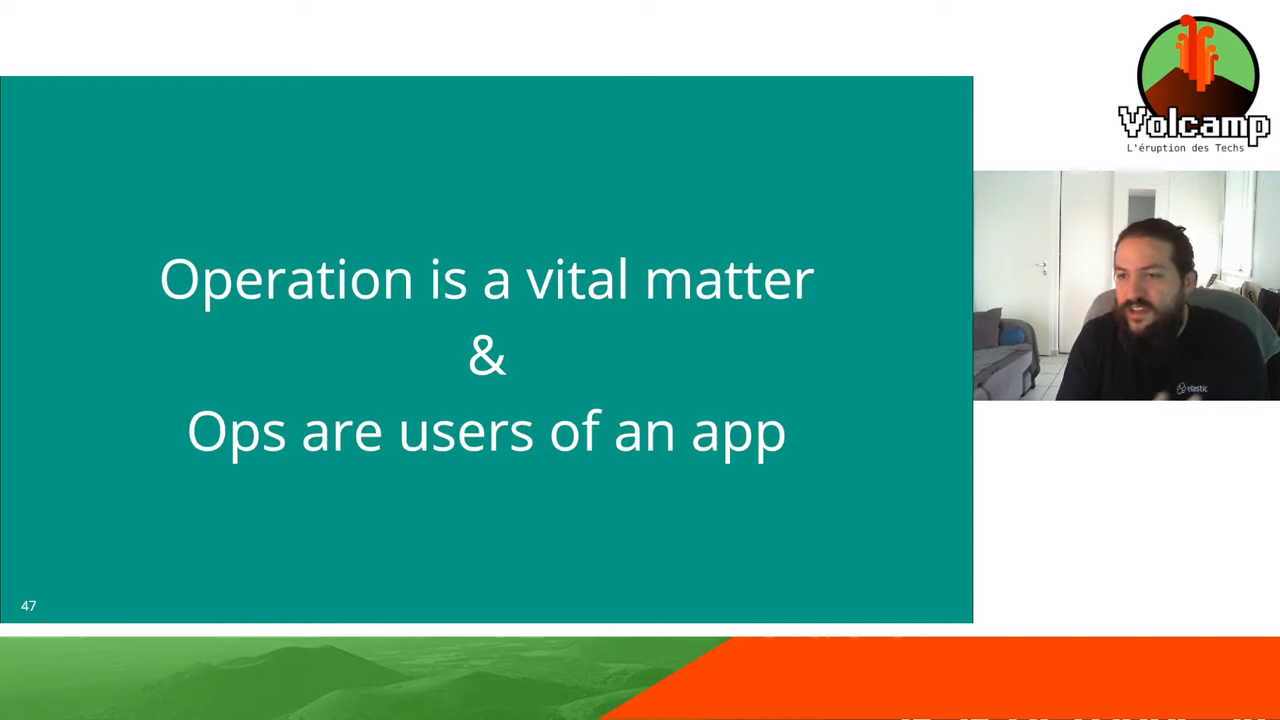 Operation is a vital matter
&
Ops are users of an app
47
Volcamp
L'éruption des Techs
elastic